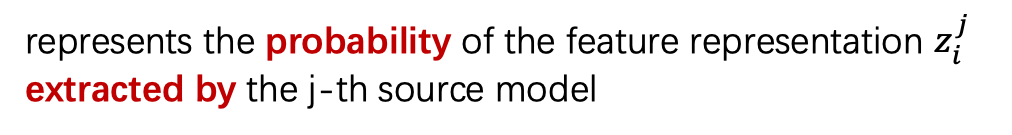 represents the probability of the feature representation $z_i^j$
extracted by the j-th source model